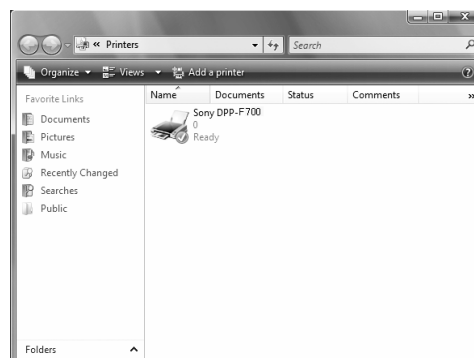 « Printers
Search
Organize Views Add a printer
Favorite Links
Name Documents Status Comments »
Documents
Pictures
Music
Recently Changed
Searches
Public
Sony DPP-F700
0
Ready
Folders